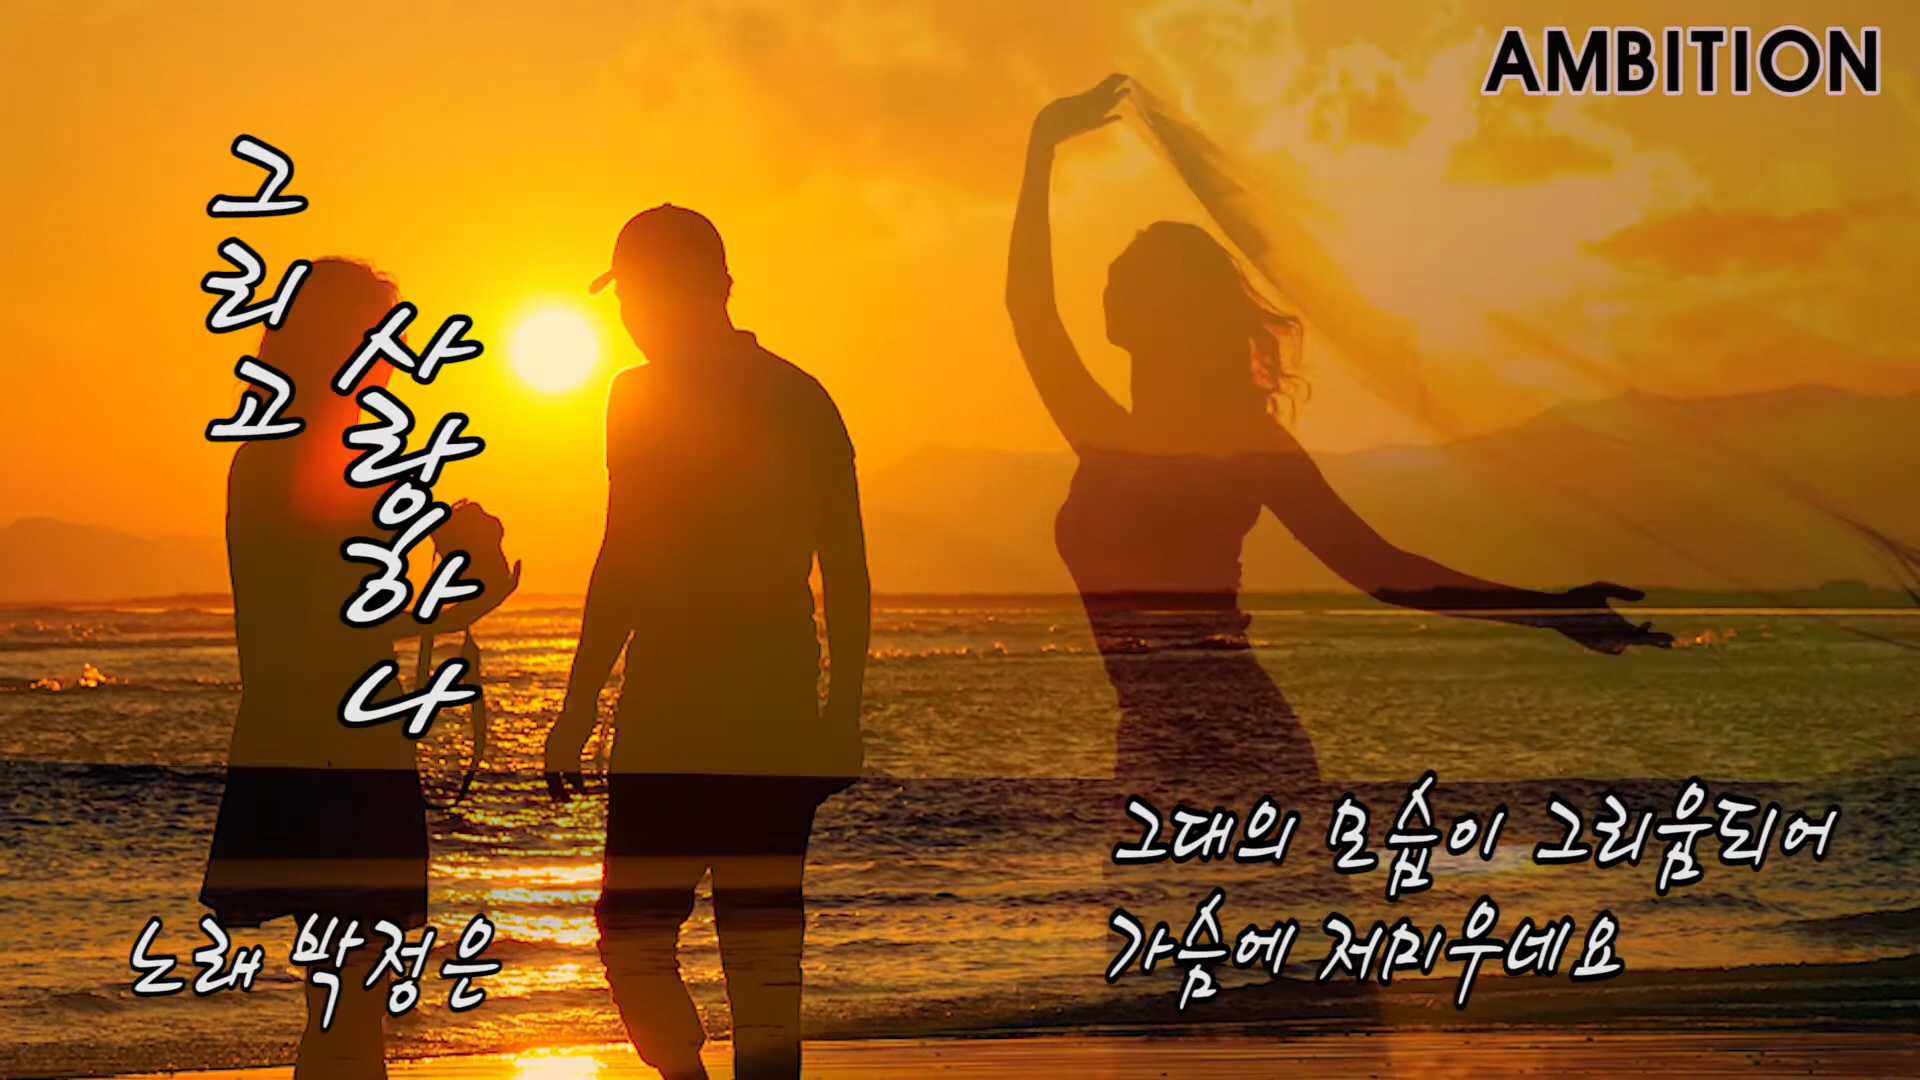 AMBITION
그리고
사랑하나
그대의 모습이 그리움되어
가슴에 저미우네요
노래 박정은